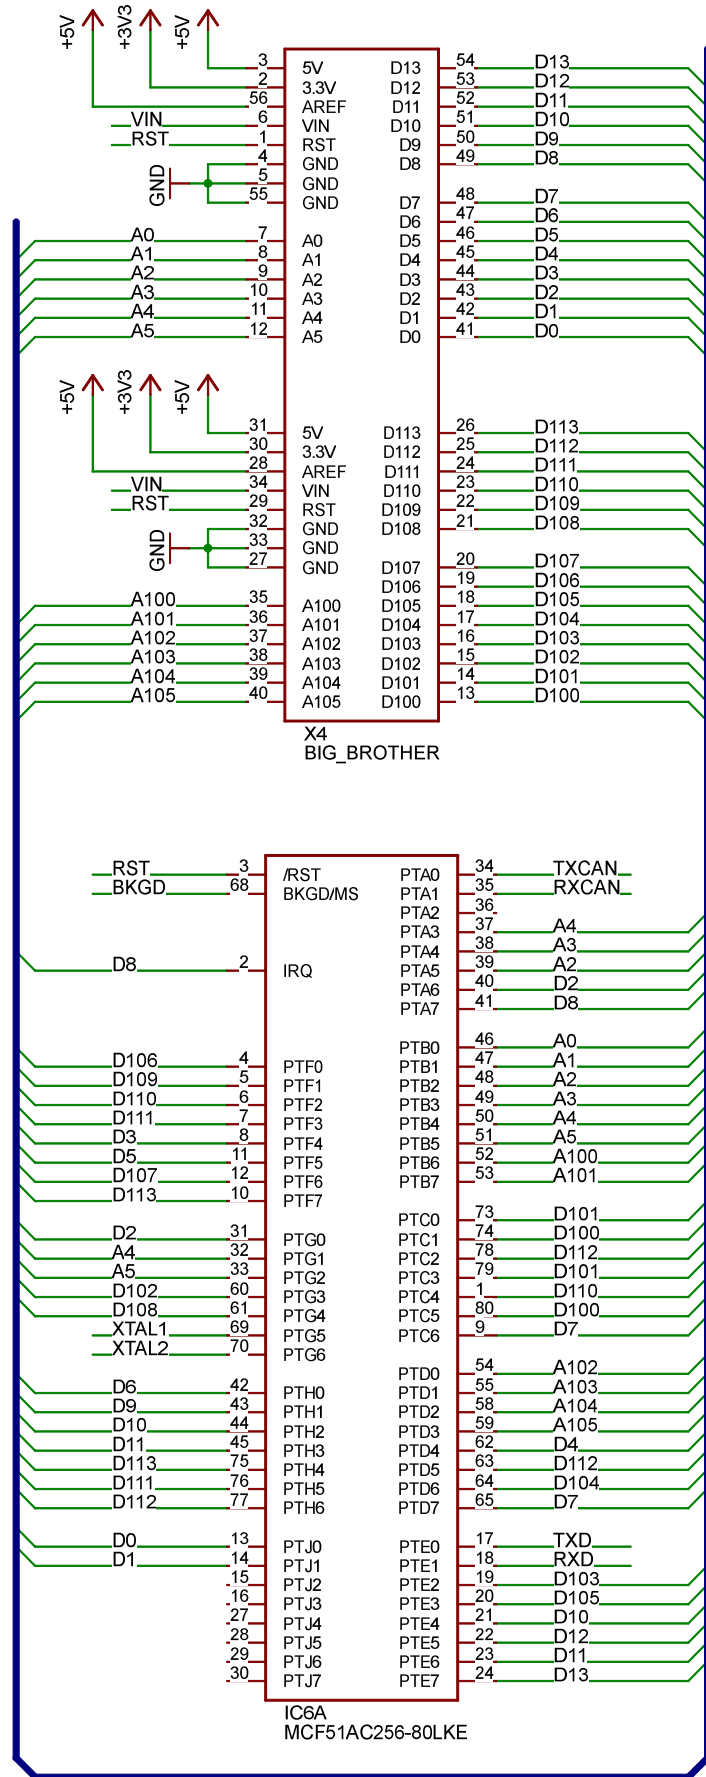 +5V +3V3 +5V
3 5V D13 54 D13
2 3.3V D12 53 D12
56 AREF D11 52 D11
VIN 6 VIN D10 51 D10
RST 1 RST D9 50 D9
4 GND D8 49 D8
GND 5 GND
55 GND D7 48 D7
D6 47 D6
A0 7 A0 D5 46 D5
A1 8 A1 D4 45 D4
A2 9 A2 D3 44 D3
A3 10 A3 D2 43 D2
A4 11 A4 D1 42 D1
A5 12 A5 D0 41 D0
+5V +3V3 +5V
31 5V D113 26 D113
30 3.3V D112 25 D112
28 AREF D111 24 D111
VIN 34 VIN D110 23 D110
RST 29 RST D109 22 D109
32 GND D108 21 D108
GND 33 GND
27 GND D107 20 D107
D106 19 D106
A100 35 A100 D105 18 D105
A101 36 A101 D104 17 D104
A102 37 A102 D103 16 D103
A103 38 A103 D102 15 D102
A104 39 A104 D101 14 D101
A105 40 A105 D100 13 D100
X4
BIG_BROTHER
RST 3 /RST PTA0 34 TXCAN
BKGD 68 BKGD/MS PTA1 35 RXCAN
PTA2 36
PTA3 37 A4
PTA4 38 A3
D8 2 IRQ PTA5 39 A2
PTA6 40 D2
PTA7 41 D8
PTB0 46 A0
D106 4 PTF0 PTB1 47 A1
D109 5 PTF1 PTB2 48 A2
D110 6 PTF2 PTB3 49 A3
D111 7 PTF3 PTB4 50 A4
D3 8 PTF4 PTB5 51 A5
D5 11 PTF5 PTB6 52 A100
D107 12 PTF6 PTB7 53 A101
D113 10 PTF7
PTC0 73 D101
D2 31 PTG0 PTC1 74 D100
A4 32 PTG1 PTC2 78 D112
A5 33 PTG2 PTC3 79 D101
D102 60 PTG3 PTC4 1 D110
D108 61 PTG4 PTC5 80 D100
XTAL1 69 PTG5 PTC6 9 D7
XTAL2 70 PTG6
PTD0 54 A102
D6 42 PTH0 PTD1 55 A103
D9 43 PTH1 PTD2 58 A104
D10 44 PTH2 PTD3 59 A105
D11 45 PTH3 PTD4 62 D4
D113 75 PTH4 PTD5 63 D112
D111 76 PTH5 PTD6 64 D104
D112 77 PTH6 PTD7 65 D7
D0 13 PTJ0 PTE0 17 TXD
D1 14 PTJ1 PTE1 18 RXD
15 PTJ2 PTE2 19 D103
16 PTJ3 PTE3 20 D105
27 PTJ4 PTE4 21 D10
28 PTJ5 PTE5 22 D12
29 PTJ6 PTE6 23 D11
30 PTJ7 PTE7 24 D13
IC6A
MCF51AC256-80LKE